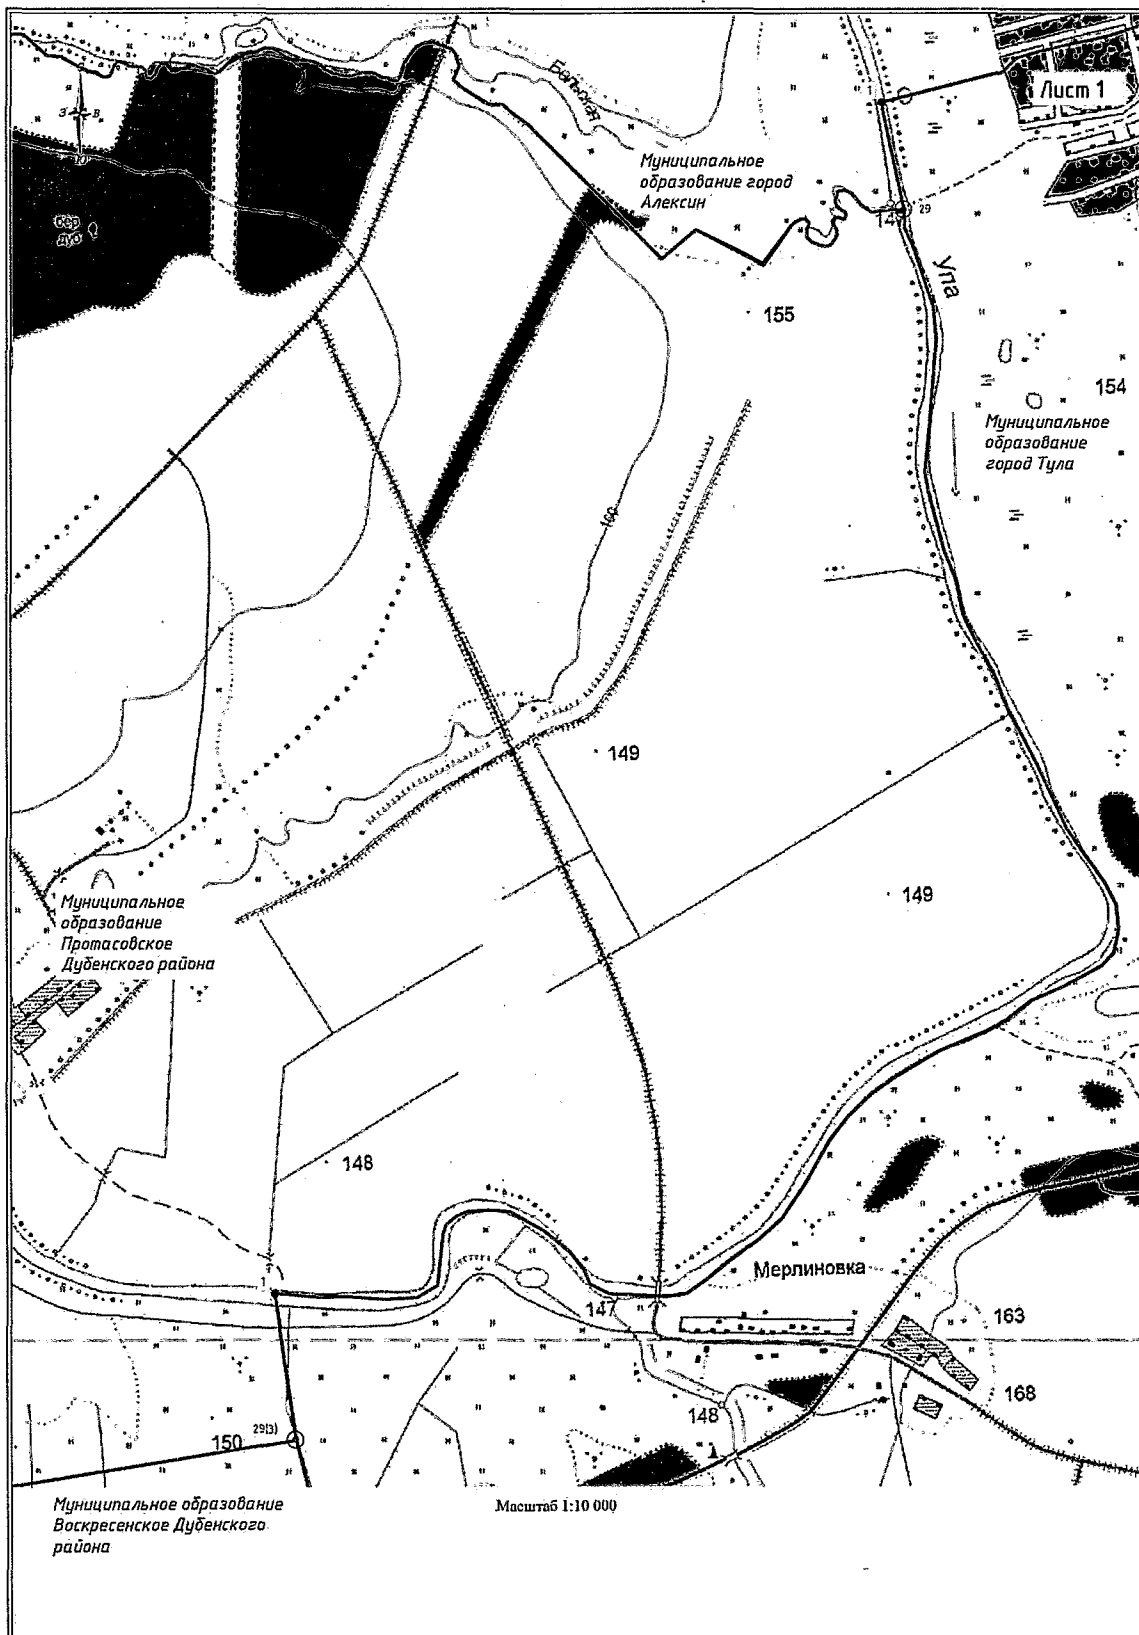 Лист 1
З В
Ю
Муниципальное
образование город
Алексин
29
Упа
155
154
Муниципальное
образование
город Тула
160
149
149
Муниципальное
образование
Протасовское
Дубенского района
148
1
Мерлиновка
147
163
168
148
150 29(3)
Муниципальное образование
Воскресенское Дубенского
района
Масштаб 1:10 000